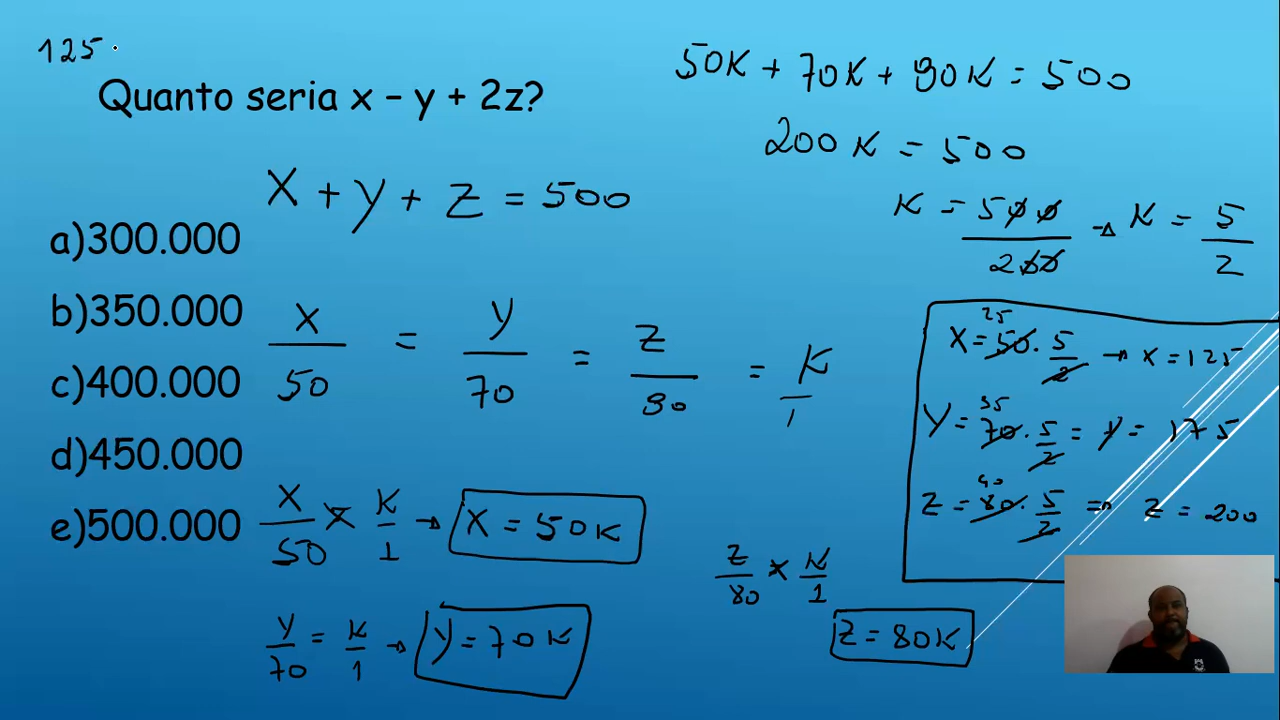 125
Quanto seria x – y + 2z?
X + Y + Z = 500
a)300.000
b)350.000
c)400.000
d)450.000
e)500.000
X/50 = Y/70 = Z/80 = K/1
X/50 × K/1 → X = 50K
Y/70 = K/1 → Y = 70K
Z/80 × K/1
Z = 80K
50K + 70K + 80K = 500
200K = 500
K = 500/200 → K = 5/2
25
X = 50 . 5/2 → X = 125
35
Y = 70 . 5/2 = Y = 175
40
Z = 80 . 5/2 ⇒ Z = 200